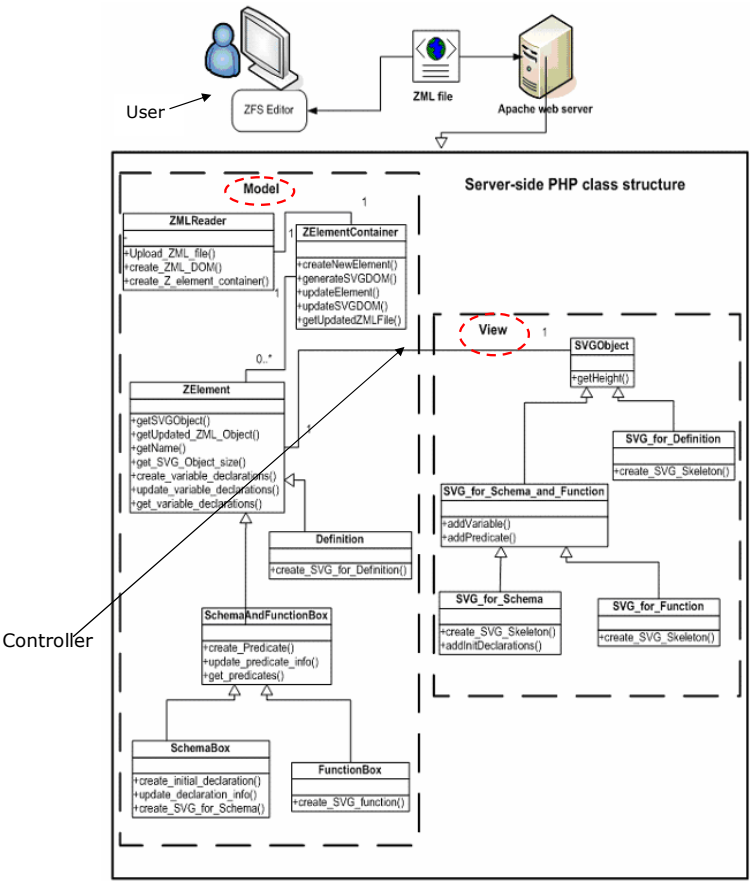 User
ZFS Editor
ZML file
Apache web server
Server-side PHP class structure
Model
1
ZMLReader
-
+Upload_ZML_file()
+create_ZML_DOM()
+create_Z_element_container()
1
1
ZElementContainer
+createNewElement()
+generateSVGDOM()
+updateElement()
+updateSVGDOM()
+getUpdatedZMLFile()
0..*
ZElement
+getSVGObject()
+getUpdated_ZML_Object()
+getName()
+get_SVG_Object_size()
+create_variable_declarations()
+update_variable_declarations()
+get_variable_declarations()
1
Definition
+create_SVG_for_Definition()
SchemaAndFunctionBox
+create_Predicate()
+update_predicate_info()
+get_predicates()
SchemaBox
+create_initial_declaration()
+update_declaration_info()
+create_SVG_for_Schema()
FunctionBox
+create_SVG_function()
Controller
View
1
SVGObject
+getHeight()
SVG_for_Definition
+create_SVG_Skeleton()
SVG_for_Schema_and_Function
+addVariable()
+addPredicate()
SVG_for_Schema
+create_SVG_Skeleton()
+addInitDeclarations()
SVG_for_Function
+create_SVG_Skeleton()